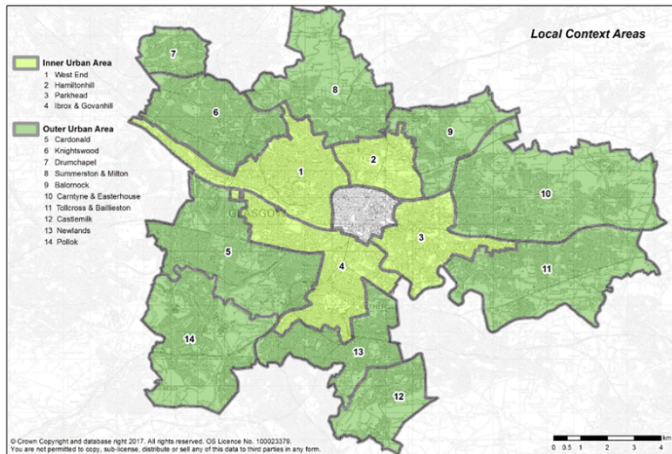 Local Context Areas
Inner Urban Area
1 West End
2 Hamiltonhill
3 Parkhead
4 Ibrox & Govanhill
Outer Urban Area
5 Cardonald
6 Knightswood
7 Drumchapel
8 Summerston & Milton
9 Balornock
10 Carntyne & Easterhouse
11 Tollcross & Baillieston
12 Castlemilk
13 Newlands
14 Pollok
7
8
6
9
2
1
10
GLASGOW
3
5
4
11
14
13
12
© Crown Copyright and database right 2017. All rights reserved. OS Licence No. 100023379.
You are not permitted to copy, sub-license, distribute or sell any of this data to third parties in any form.
km
0 0.5 1 2 3 4